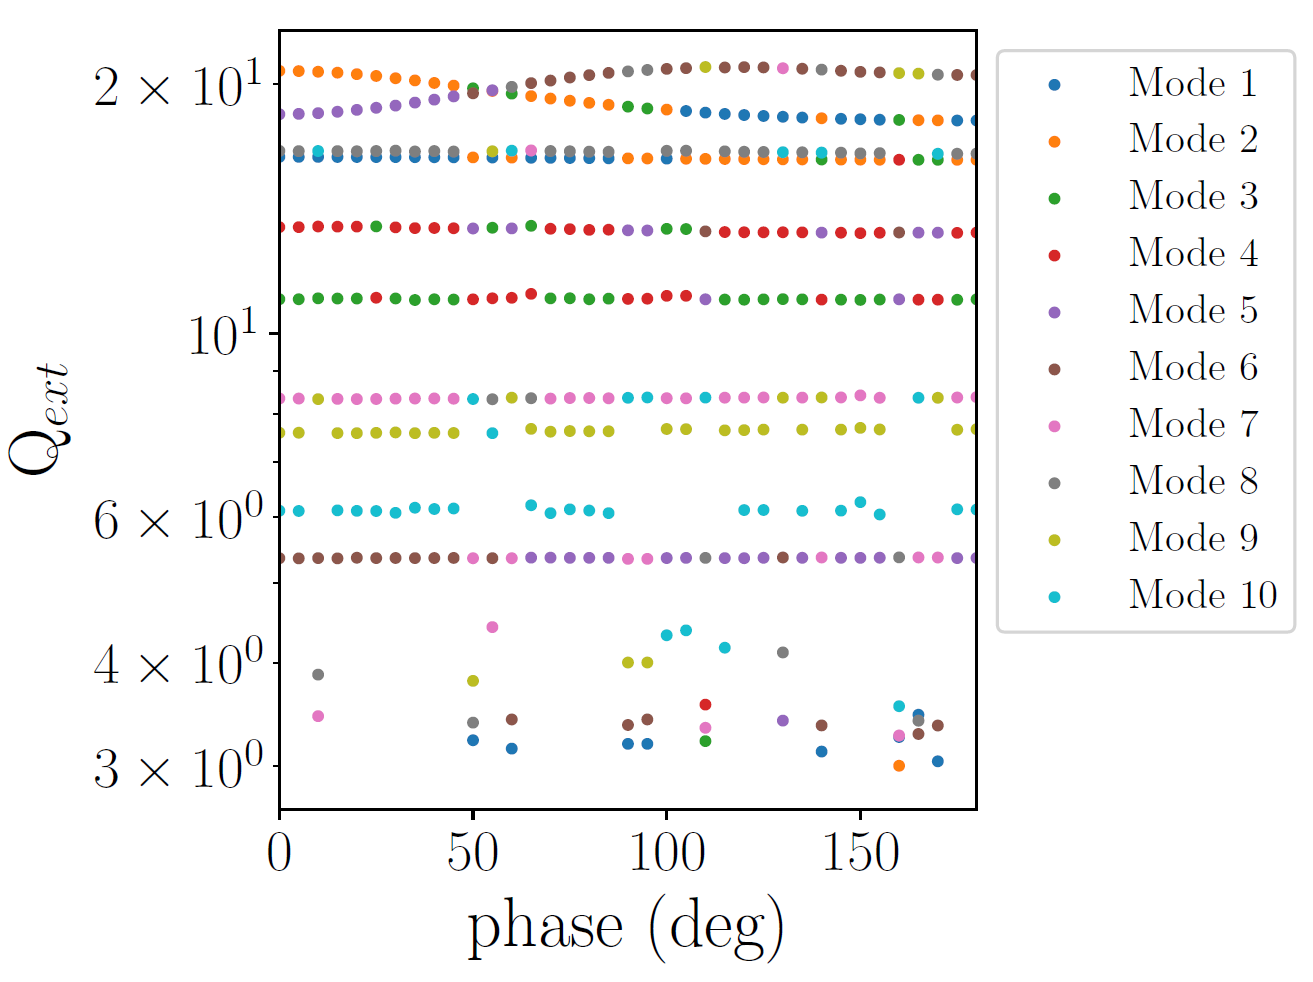 2 × 10^1
10^1
6 × 10^0
4 × 10^0
3 × 10^0
Q_ext
0 50 100 150
phase (deg)
Mode 1
Mode 2
Mode 3
Mode 4
Mode 5
Mode 6
Mode 7
Mode 8
Mode 9
Mode 10